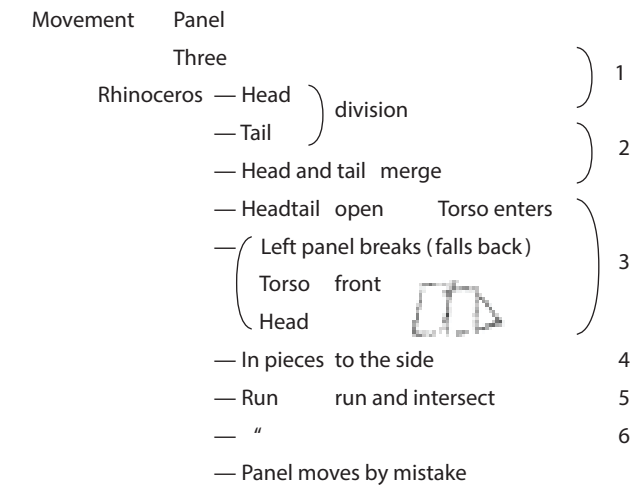 Movement Panel
Three
1
Rhinoceros — Head
division
— Tail
2
— Head and tail merge
— Headtail open Torso enters
— Left panel breaks (falls back)
3
Torso front
Head
— In pieces to the side 4
— Run run and intersect 5
— “ 6
— Panel moves by mistake